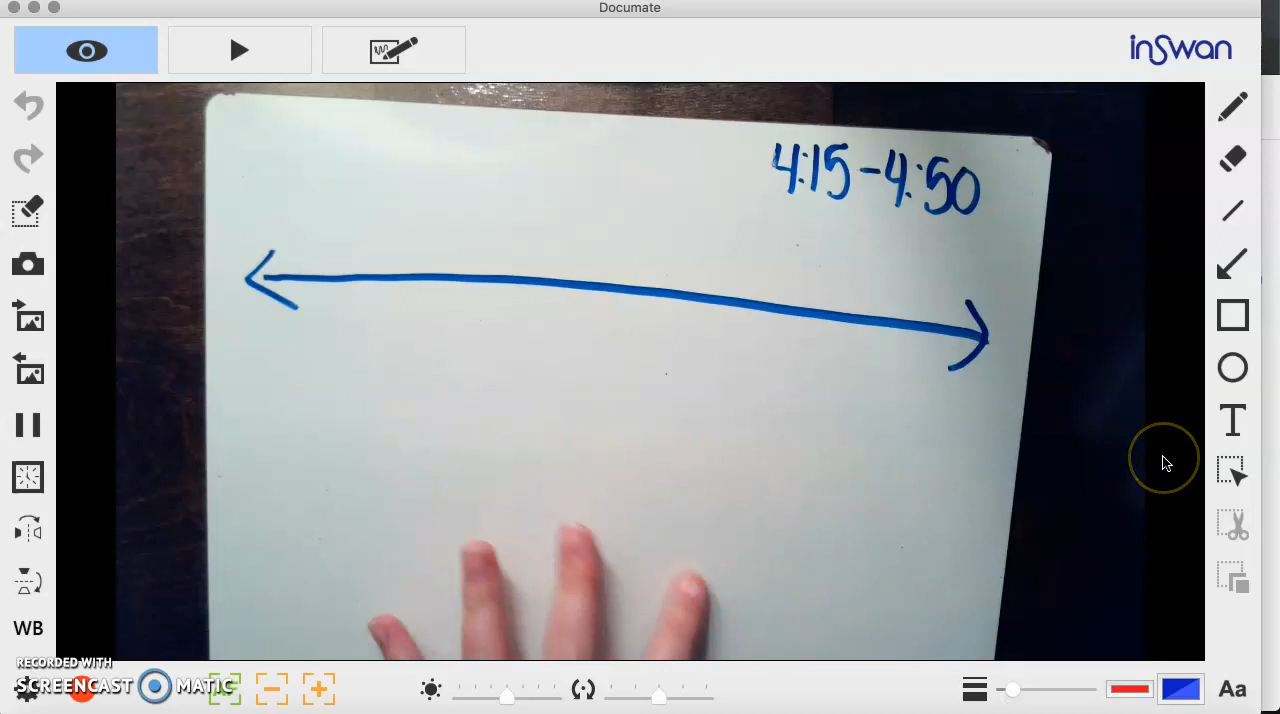 Documate
inswan
4:15-4:50
WB
T
RECORDED WITH
SCREENCAST MATIC
Aa